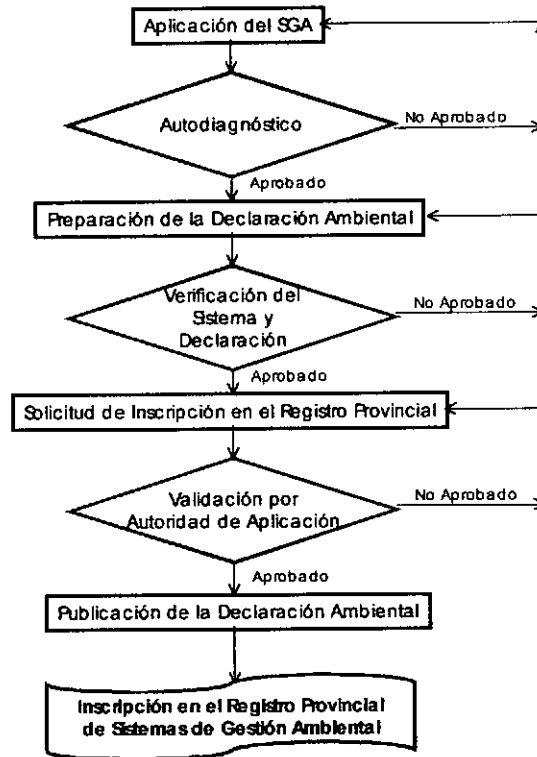 Aplicación del SGA
Autodiagnóstico
No Aprobado
Aprobado
Preparación de la Declaración Ambiental
Verificación del
Sistema y
Declaración
No Aprobado
Aprobado
Solicitud de Inscripción en el Registro Provincial
Validación por
Autoridad de Aplicación
No Aprobado
Aprobado
Publicación de la Declaración Ambiental
Inscripción en el Registro Provincial
de Sistemas de Gestión Ambiental